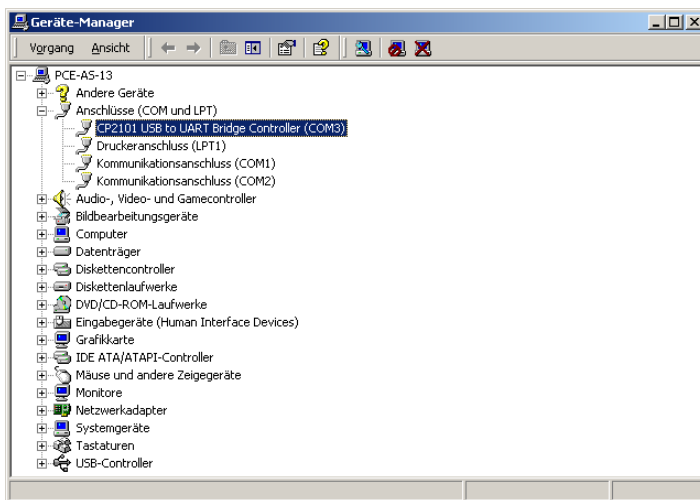 Geräte-Manager
Vorgang Ansicht
PCE-AS-13
Andere Geräte
Anschlüsse (COM und LPT)
CP2101 USB to UART Bridge Controller (COM3)
Druckeranschluss (LPT1)
Kommunikationsanschluss (COM1)
Kommunikationsanschluss (COM2)
Audio-, Video- und Gamecontroller
Bildbearbeitungsgeräte
Computer
Datenträger
Diskettencontroller
Diskettenlaufwerke
DVD/CD-ROM-Laufwerke
Eingabegeräte (Human Interface Devices)
Grafikkarte
IDE ATA/ATAPI-Controller
Mäuse und andere Zeigegeräte
Monitore
Netzwerkadapter
Systemgeräte
Tastaturen
USB-Controller